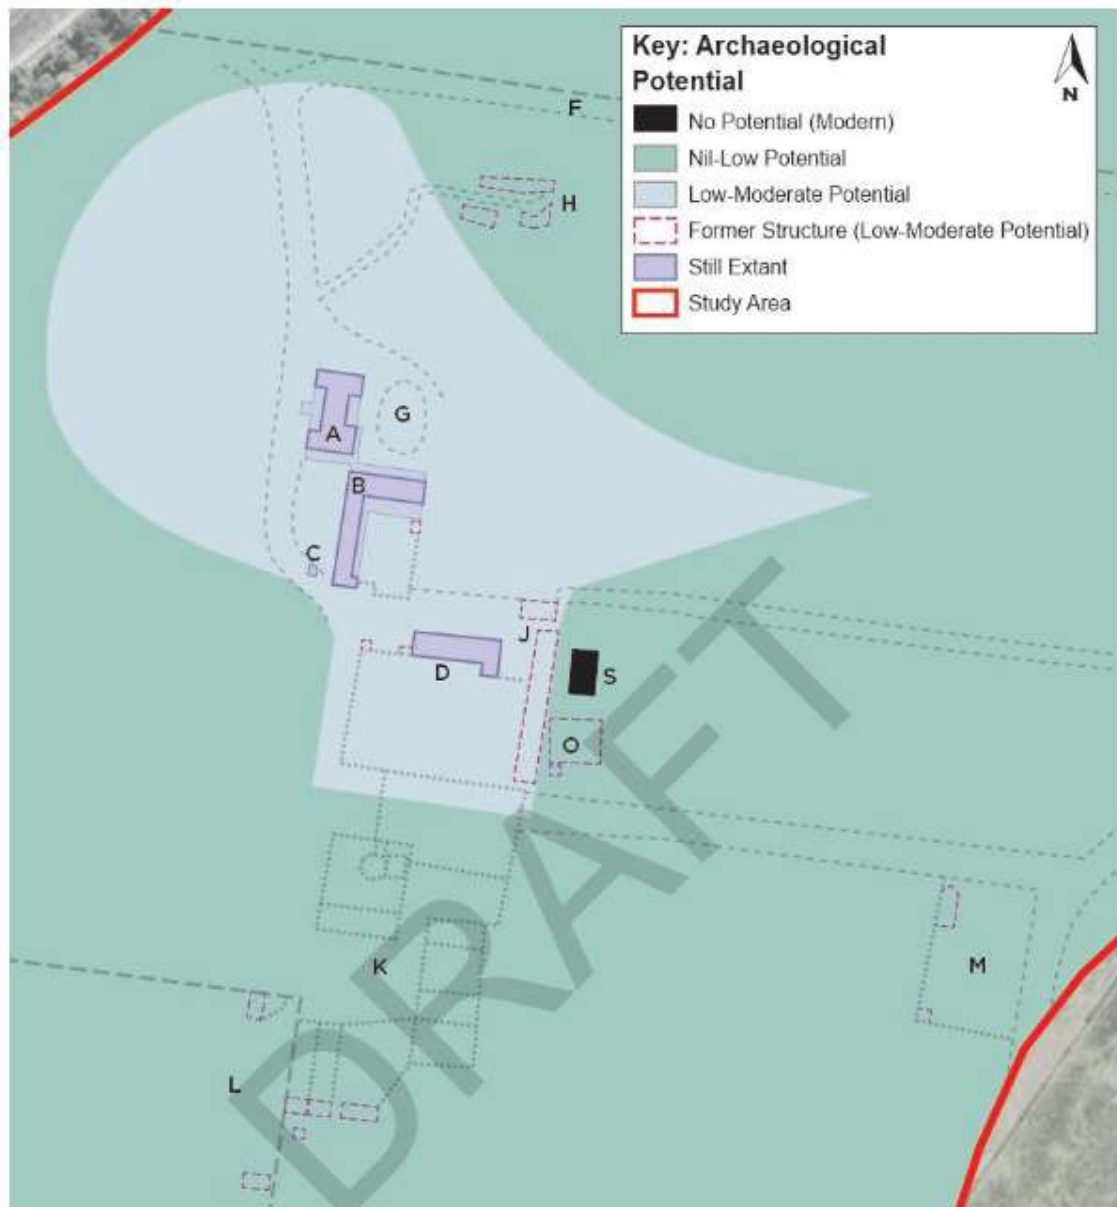 Key: Archaeological
Potential
N
No Potential (Modern)
Nil-Low Potential
Low-Moderate Potential
Former Structure (Low-Moderate Potential)
Still Extant
Study Area
F
H
G
A
B
C
J
D
S
O
K
M
L
DRAFT